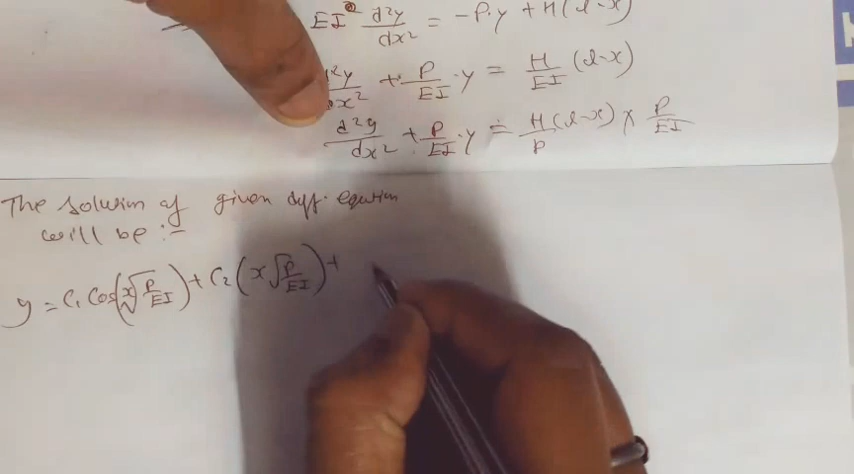 EI d²y/dx² = -P.y + H(l-x)
d²y/dx² + P/EI .y = H/EI (l-x)
d²y/dx² + P/EI .y = H/P (l-x) x P/EI
The solution of given diff. equation
will be :-
y = C₁ Cos(x√P/EI) + C₂ (x√P/EI) +